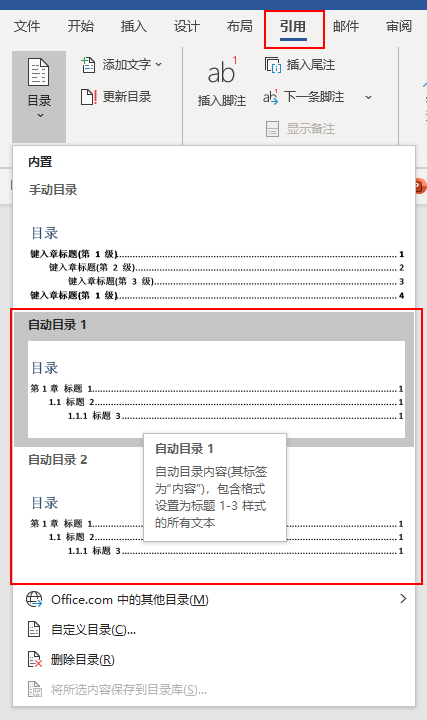 文件 开始 插入 设计 布局 引用 邮件 审阅
目录
添加文字
更新目录
ab
1
插入脚注
插入尾注
下一条脚注
显示备注
内置
手动目录
目录
键入章标题(第 1 级)........1
键入章标题(第 2 级)........2
键入章标题(第 3 级)........3
键入章标题(第 1 级)........4
自动目录 1
目录
第 1 章 标题 1........1
1.1 标题 2........1
1.1.1 标题 3........1
自动目录 1
自动目录内容(其标签
为“内容”)，包含格式
设置为标题 1-3 样式
的所有文本
自动目录 2
目录
第 1 章 标题 1........1
1.1 标题 2........1
1.1.1 标题 3........1
Office.com 中的其他目录(M)
自定义目录(C)...
删除目录(R)
将所选内容保存到目录库(S)...